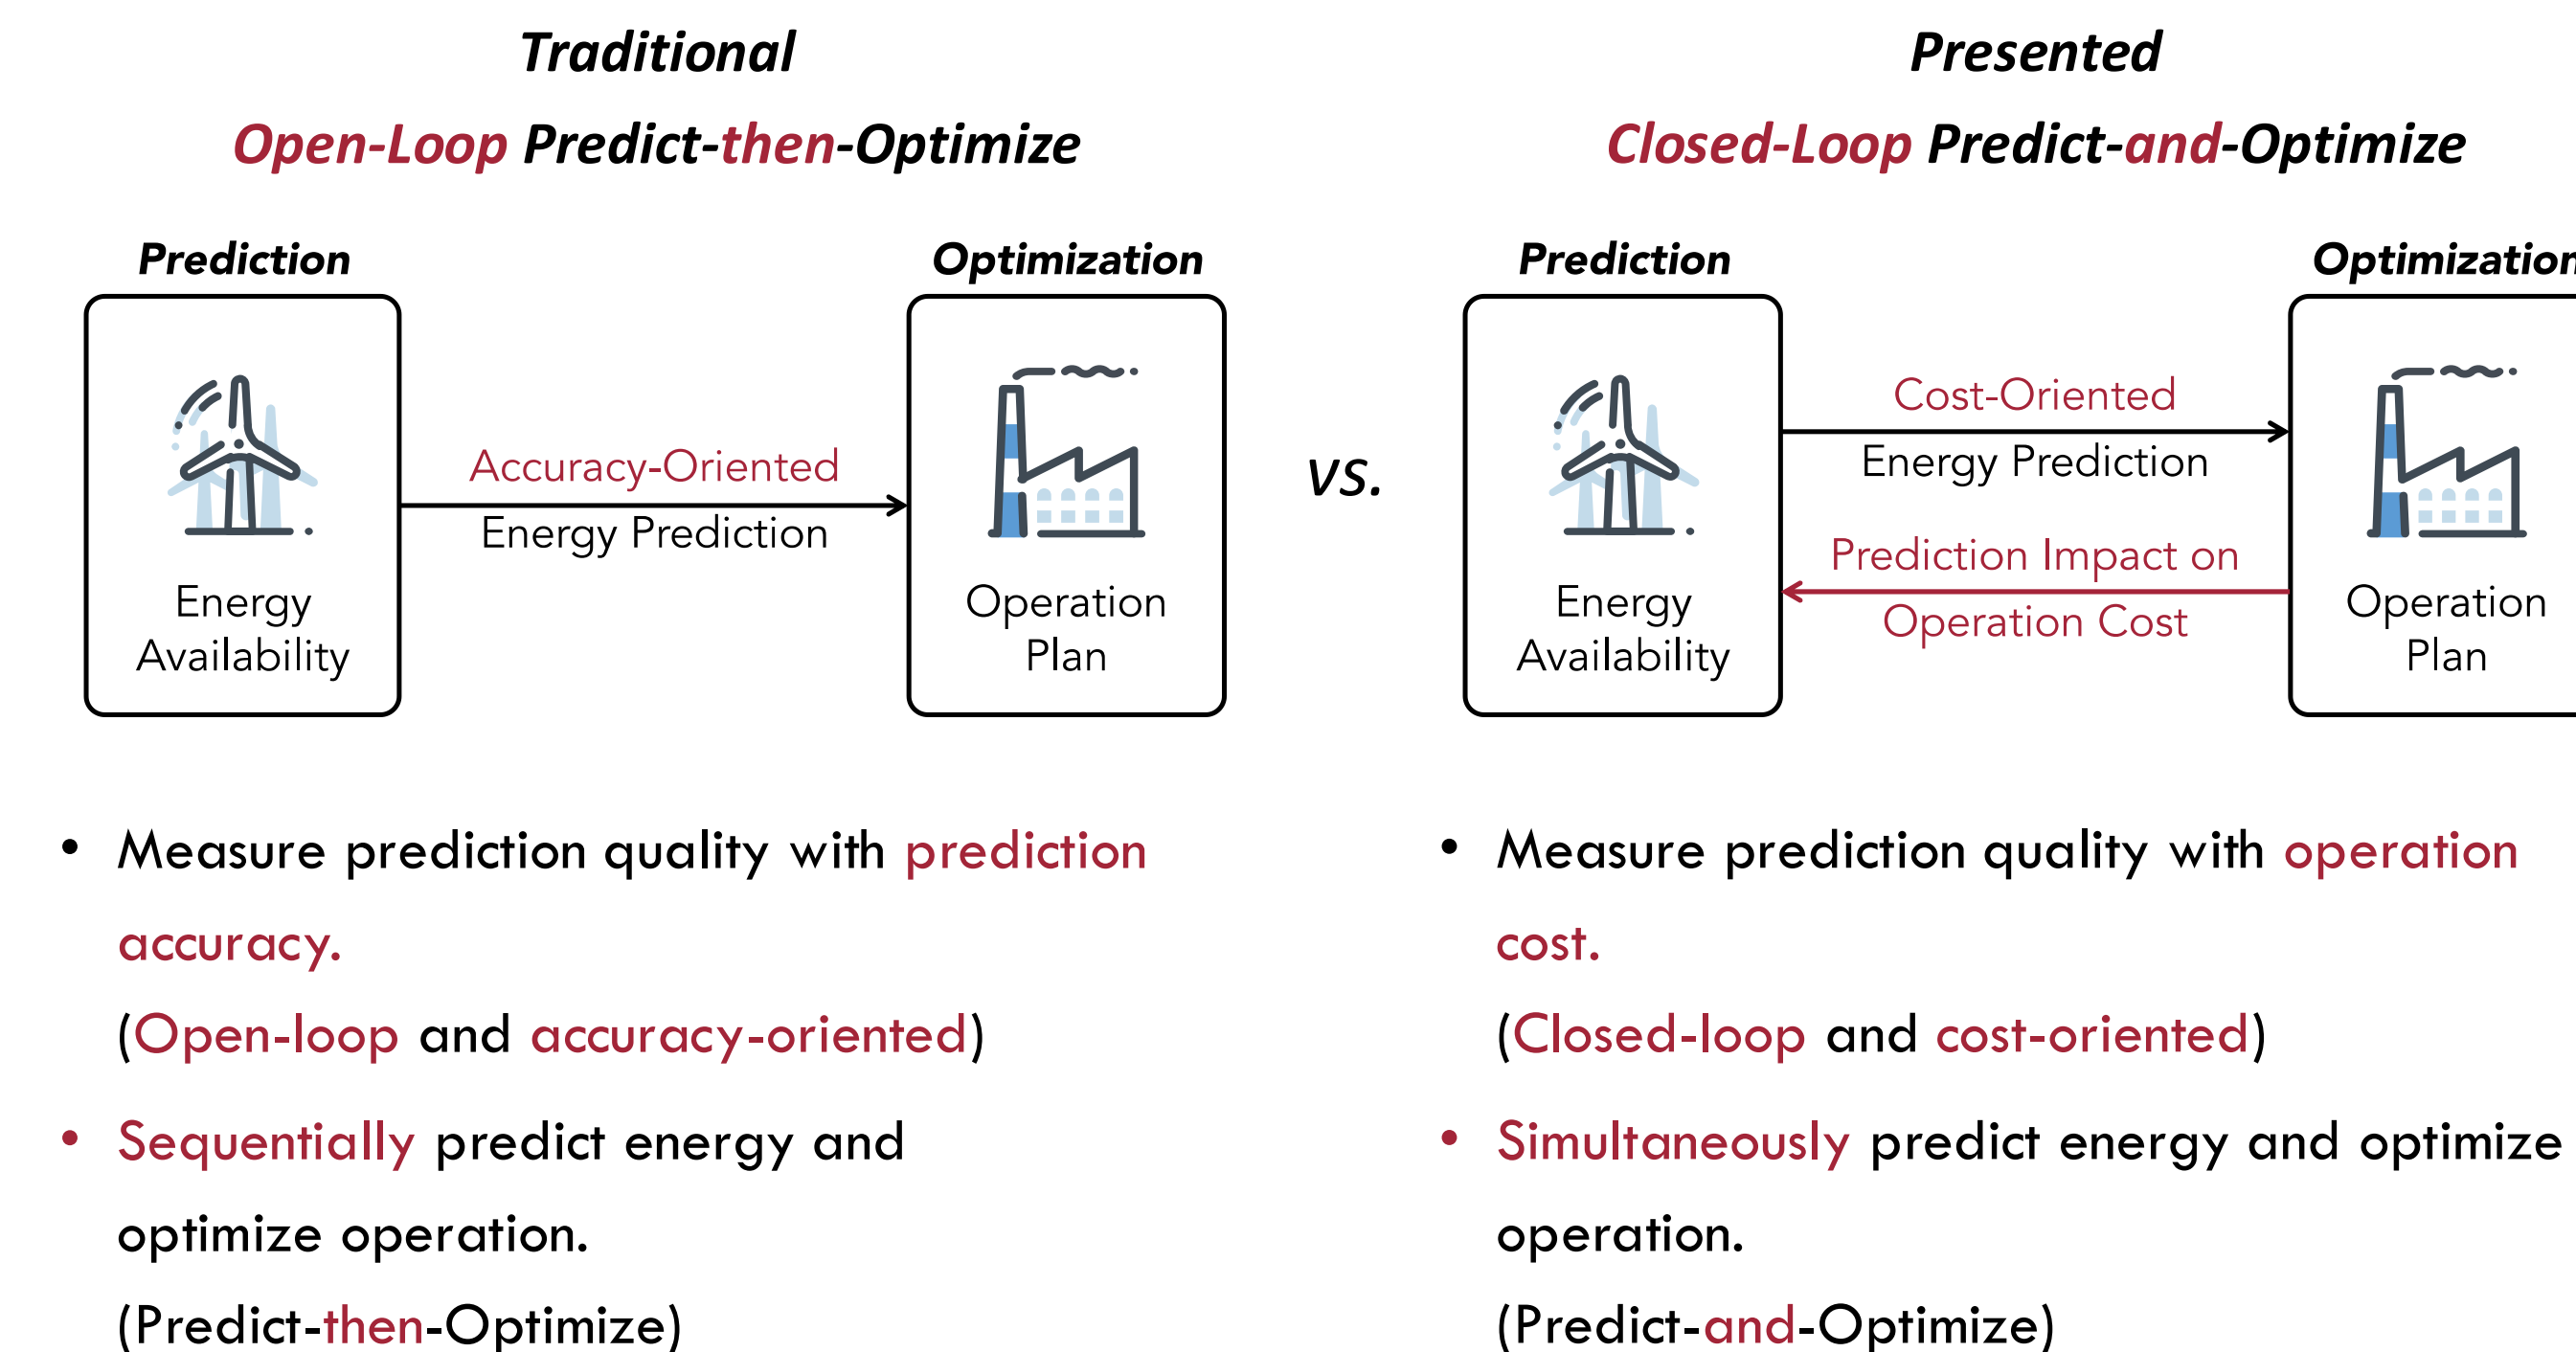 Traditional
Open-Loop Predict-then-Optimize
Prediction
Optimization
Accuracy-Oriented
Energy Prediction
Energy
Availability
Operation
Plan
• Measure prediction quality with prediction
accuracy.
(Open-loop and accuracy-oriented)
• Sequentially predict energy and
optimize operation.
(Predict-then-Optimize)
vs.
Presented
Closed-Loop Predict-and-Optimize
Prediction
Optimization
Cost-Oriented
Energy Prediction
Prediction Impact on
Operation Cost
Energy
Availability
Operation
Plan
• Measure prediction quality with operation
cost.
(Closed-loop and cost-oriented)
• Simultaneously predict energy and optimize
operation.
(Predict-and-Optimize)